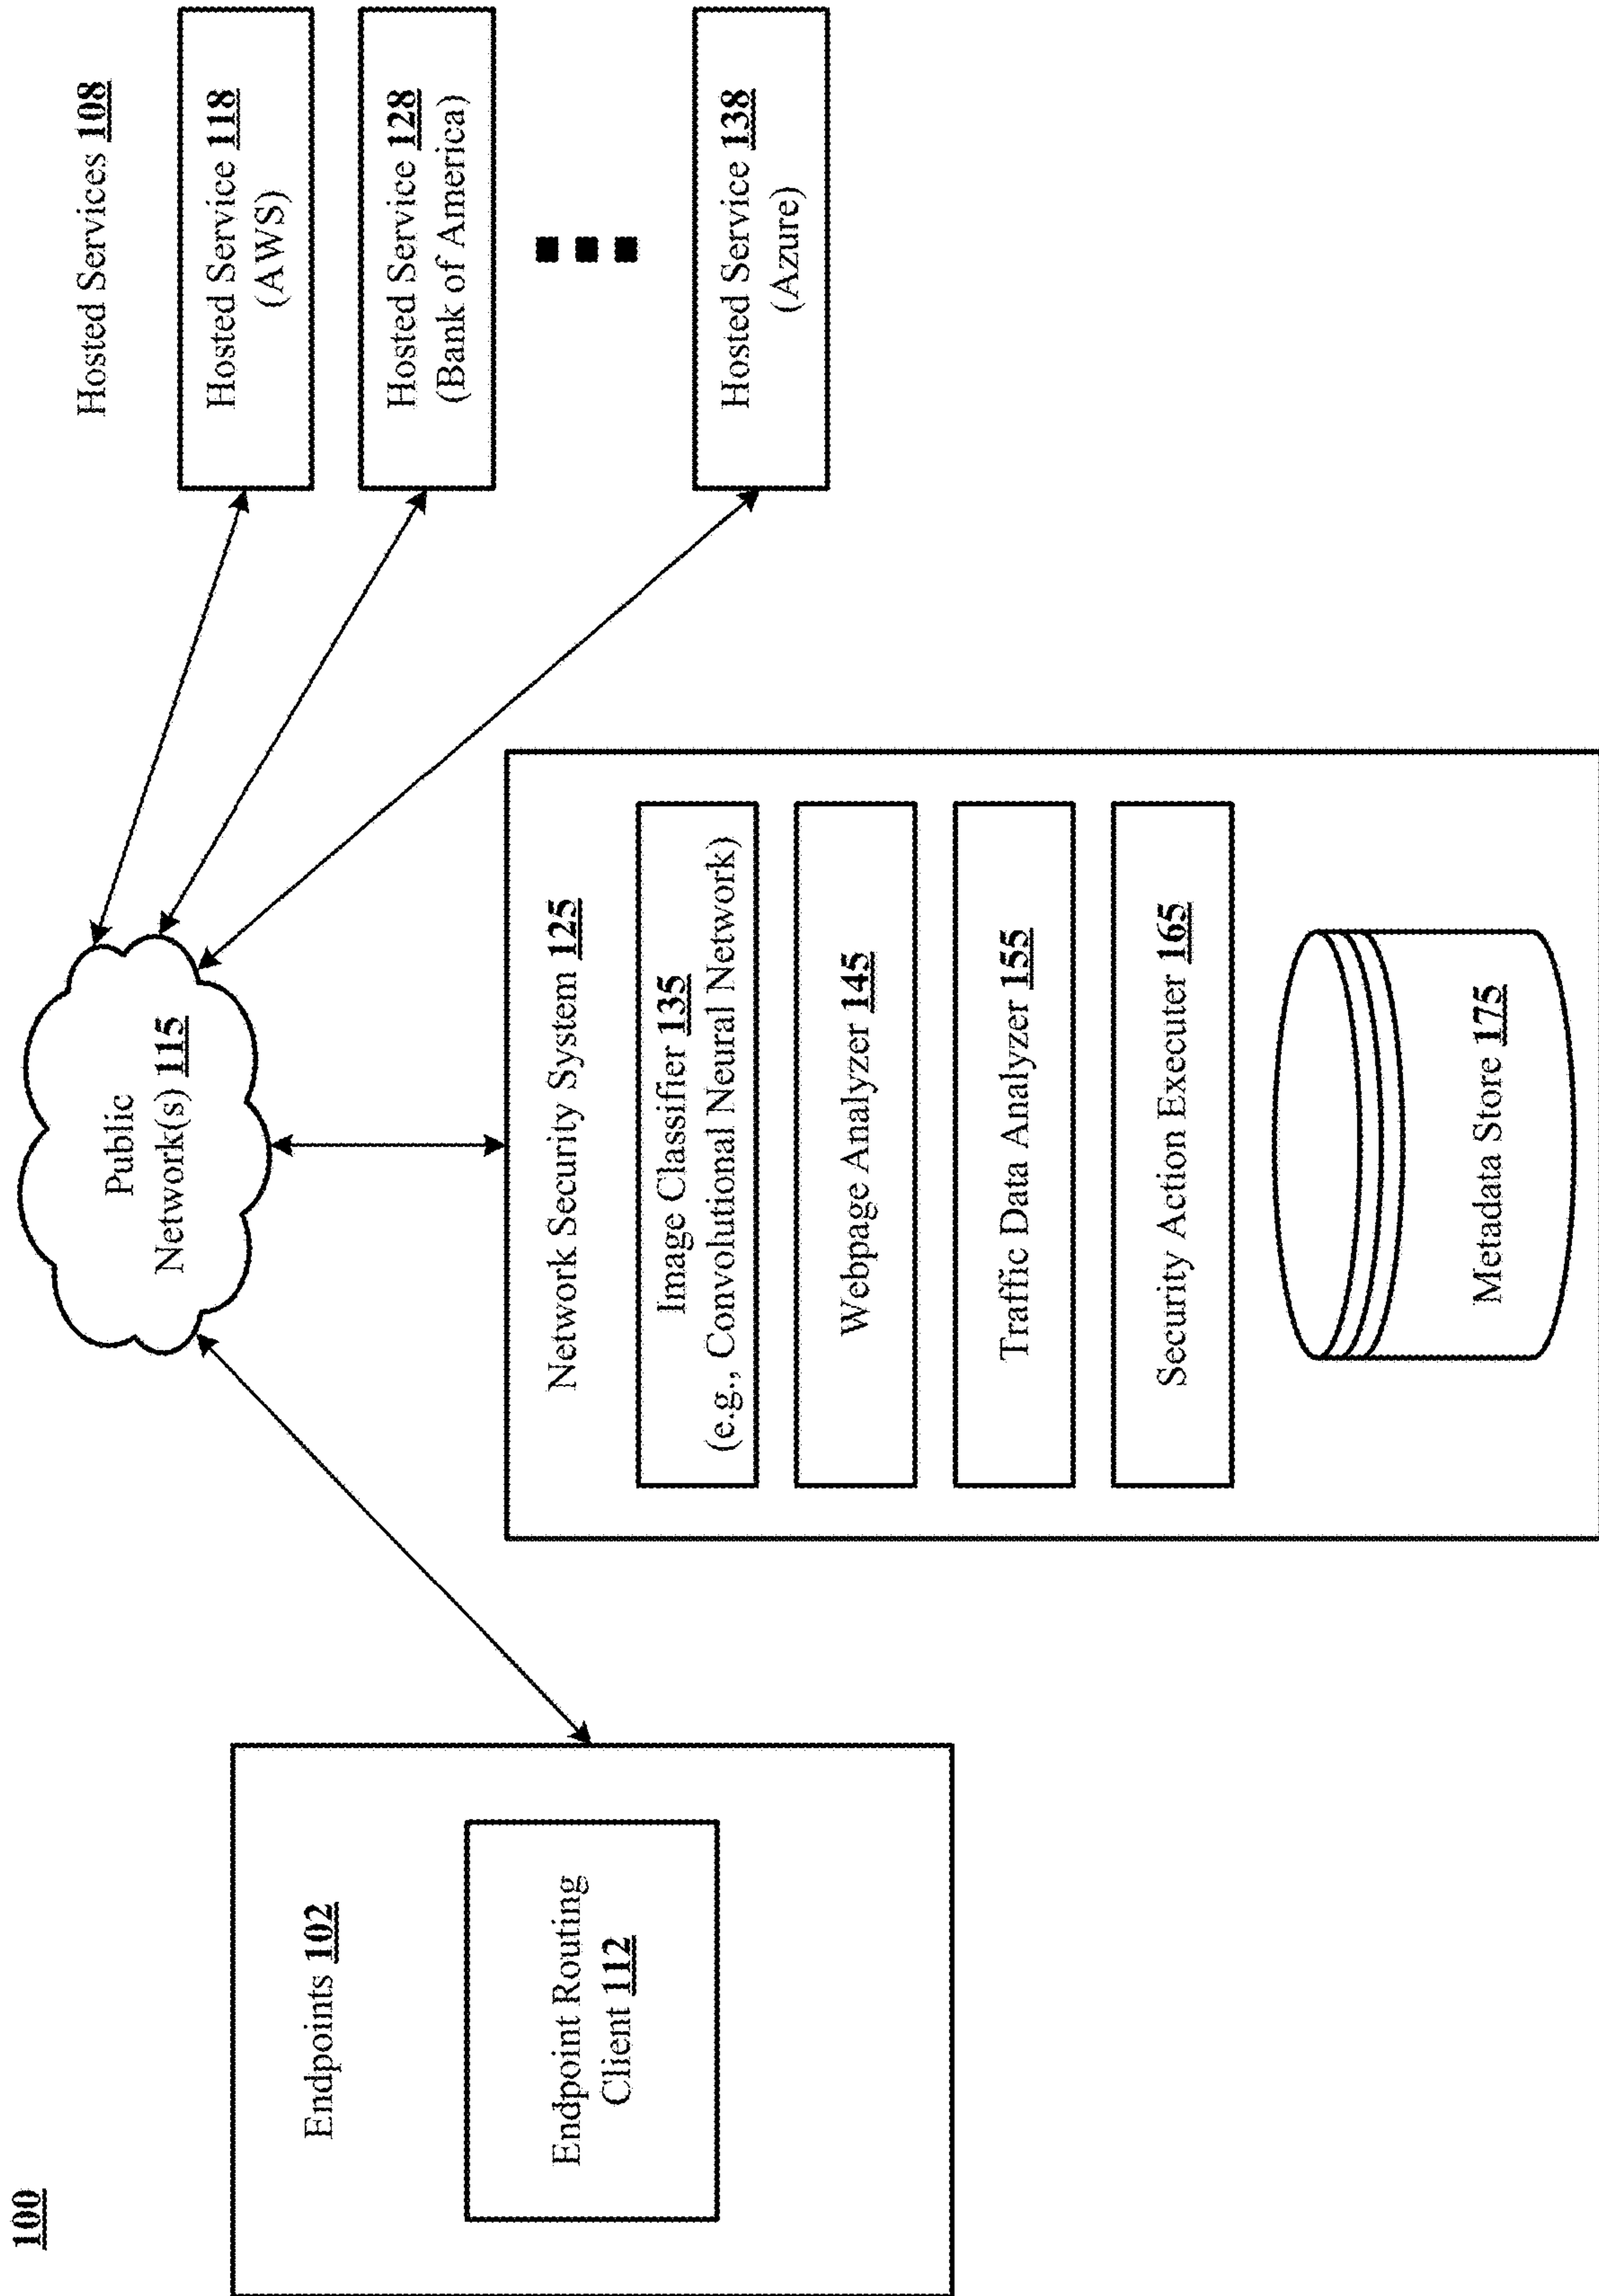 100
Endpoints 102
Endpoint Routing
Client 112
Public
Network(s) 115
Network Security System 125
Image Classifier 135
(e.g., Convolutional Neural Network)
Webpage Analyzer 145
Traffic Data Analyzer 155
Security Action Executer 165
Metadata Store 175
Hosted Services 108
Hosted Service 118
(AWS)
Hosted Service 128
(Bank of America)
Hosted Service 138
(Azure)